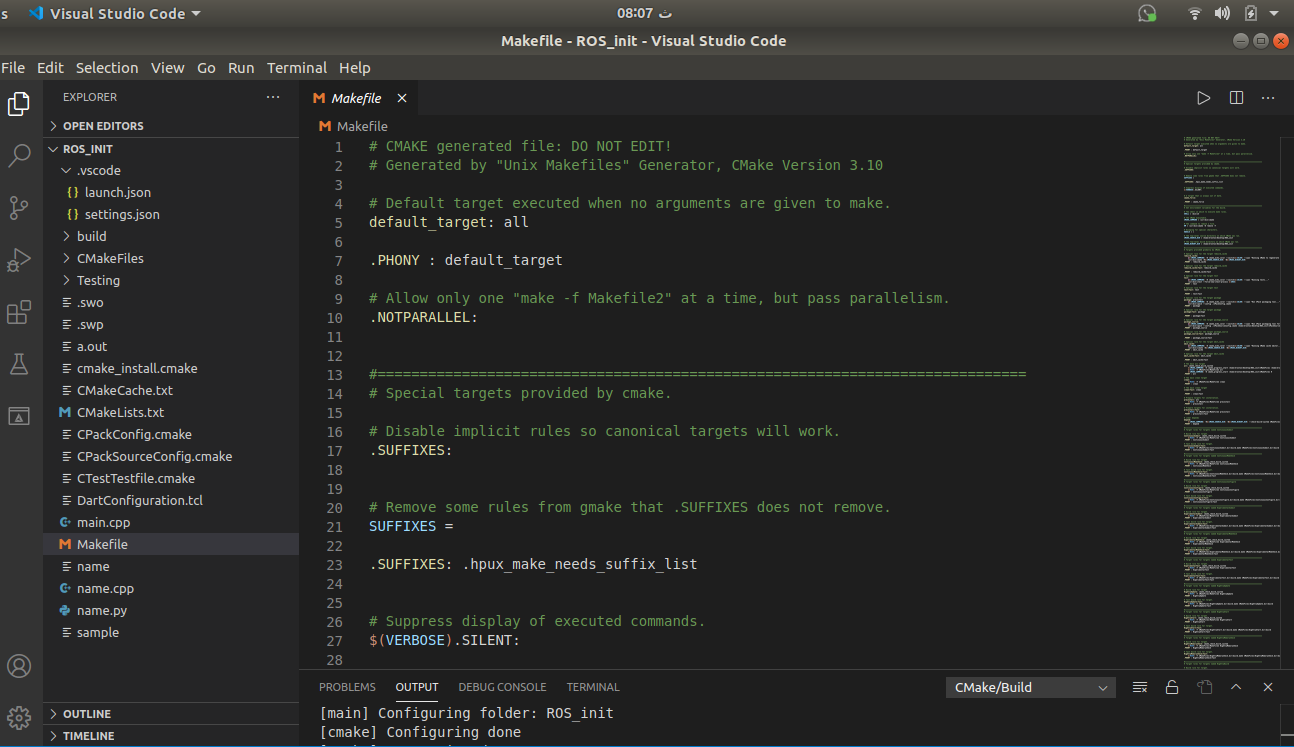 s Visual Studio Code 08:07 ث
Makefile - ROS_init - Visual Studio Code
File Edit Selection View Go Run Terminal Help
EXPLORER
OPEN EDITORS
ROS_INIT
.vscode
launch.json
settings.json
build
CMakeFiles
Testing
.swo
.swp
a.out
cmake_install.cmake
CMakeCache.txt
CMakeLists.txt
CPackConfig.cmake
CPackSourceConfig.cmake
CTestTestfile.cmake
DartConfiguration.tcl
main.cpp
Makefile
name
name.cpp
name.py
sample
OUTLINE
TIMELINE
Makefile
Makefile
1 # CMAKE generated file: DO NOT EDIT!
2 # Generated by "Unix Makefiles" Generator, CMake Version 3.10
3
4 # Default target executed when no arguments are given to make.
5 default_target: all
6
7 .PHONY : default_target
8
9 # Allow only one "make -f Makefile2" at a time, but pass parallelism.
10 .NOTPARALLEL:
11
12
13 #=============================================================================
14 # Special targets provided by cmake.
15
16 # Disable implicit rules so canonical targets will work.
17 .SUFFIXES:
18
19
20 # Remove some rules from gmake that .SUFFIXES does not remove.
21 SUFFIXES =
22
23 .SUFFIXES: .hpux_make_needs_suffix_list
24
25
26 # Suppress display of executed commands.
27 $(VERBOSE).SILENT:
28
PROBLEMS OUTPUT DEBUG CONSOLE TERMINAL CMake/Build
[main] Configuring folder: ROS_init
[cmake] Configuring done